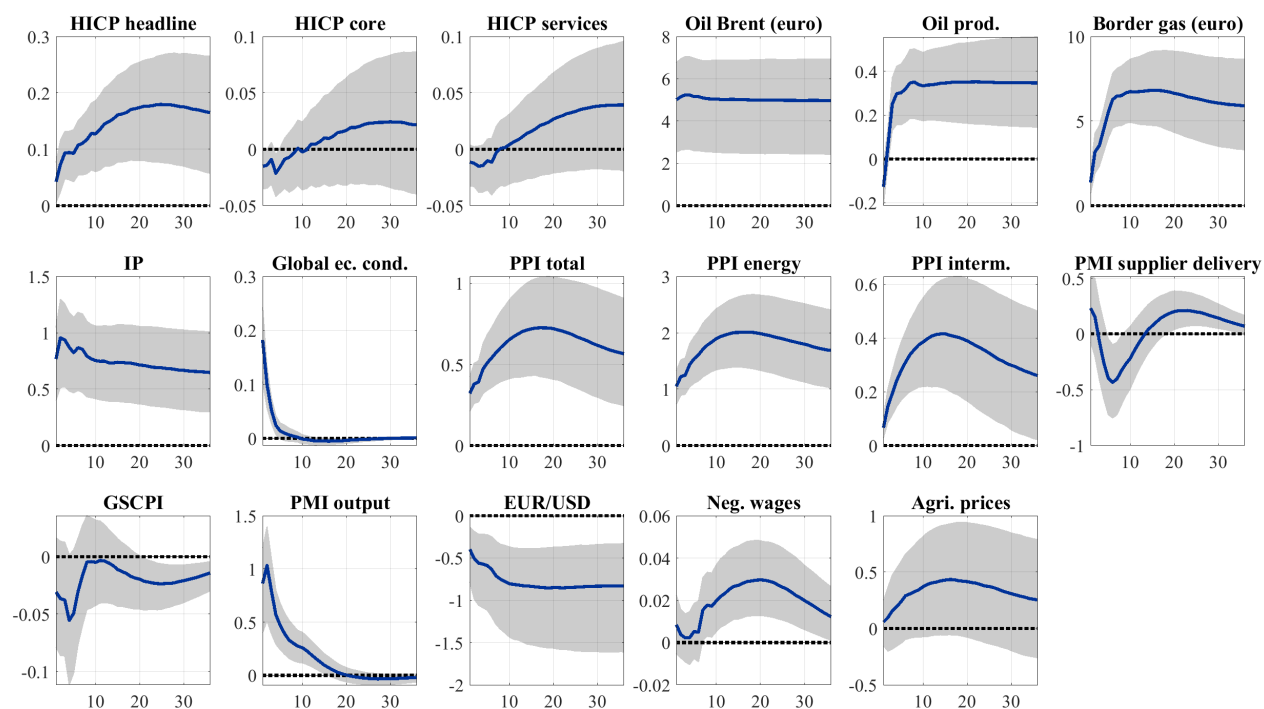 HICP headline HICP core HICP services Oil Brent (euro) Oil prod. Border gas (euro)
0.3 0.1 0.1 8 10
0.4
0.2 0.05 0.05 6
0.2 5
0.1 0 0 4
0 2
0 -0.05 -0.05 0 -0.2 0
10 20 30 10 20 30 10 20 30 10 20 30 10 20 30 10 20 30
IP Global ec. cond. PPI total PPI energy PPI interm. PMI supplier delivery
1.5 0.3 1 3 0.6 0.5
1 0.2 2 0.4 0
0.5 0.1 0.5 1 0.2 -0.5
0 0 0 0 0 -1
10 20 30 10 20 30 10 20 30 10 20 30 10 20 30 10 20 30
GSCPI PMI output EUR/USD Neg. wages Agri. prices
0 1.5 0 0.06 1
1 -0.5 0.04 0.5
-0.05 0.5 -1 0.02
-1.5 0 0
-0.1 0 -2 -0.02 -0.5
10 20 30 10 20 30 10 20 30 10 20 30 10 20 30